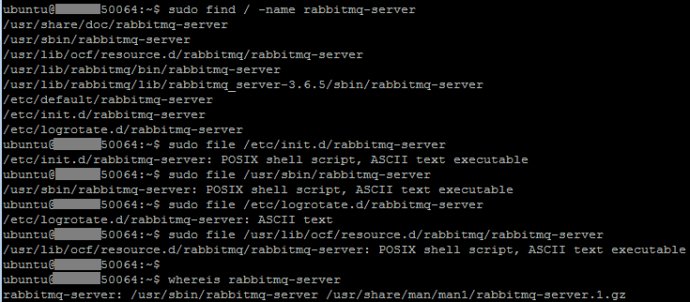 ubuntu@ 50064:~$ sudo find / -name rabbitmq-server
/usr/share/doc/rabbitmq-server
/usr/sbin/rabbitmq-server
/usr/lib/ocf/resource.d/rabbitmq/rabbitmq-server
/usr/lib/rabbitmq/bin/rabbitmq-server
/usr/lib/rabbitmq/lib/rabbitmq_server-3.6.5/sbin/rabbitmq-server
/etc/default/rabbitmq-server
/etc/init.d/rabbitmq-server
/etc/logrotate.d/rabbitmq-server
ubuntu@ 50064:~$ sudo file /etc/init.d/rabbitmq-server
/etc/init.d/rabbitmq-server: POSIX shell script, ASCII text executable
ubuntu@ 50064:~$ sudo file /usr/sbin/rabbitmq-server
/usr/sbin/rabbitmq-server: POSIX shell script, ASCII text executable
ubuntu@ 50064:~$ sudo file /etc/logrotate.d/rabbitmq-server
/etc/logrotate.d/rabbitmq-server: ASCII text
ubuntu@ 50064:~$ sudo file /usr/lib/ocf/resource.d/rabbitmq/rabbitmq-server
/usr/lib/ocf/resource.d/rabbitmq/rabbitmq-server: POSIX shell script, ASCII text executable
ubuntu@ 50064:~$
ubuntu@ 50064:~$ whereis rabbitmq-server
rabbitmq-server: /usr/sbin/rabbitmq-server /usr/share/man/man1/rabbitmq-server.1.gz